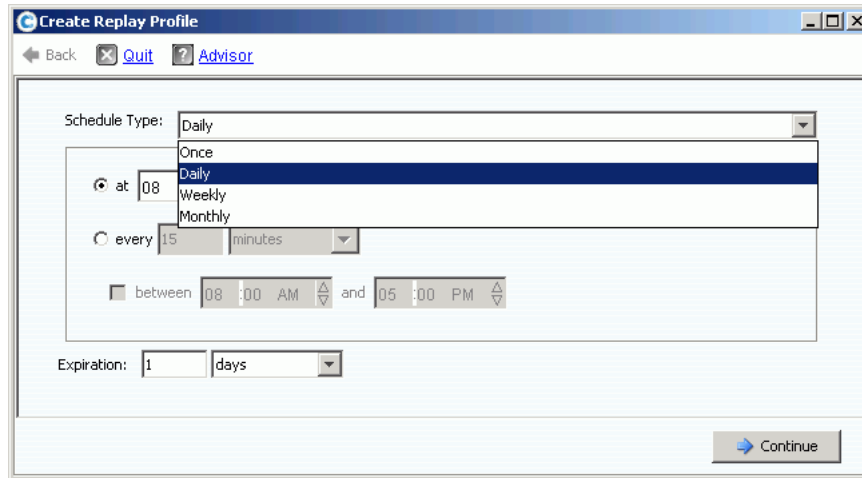 Create Replay Profile
Back Quit Advisor
Schedule Type: Daily
Once
Daily
Weekly
Monthly
at 08
every 15 minutes
between 08 :00 AM and 05 :00 PM
Expiration: 1 days
Continue